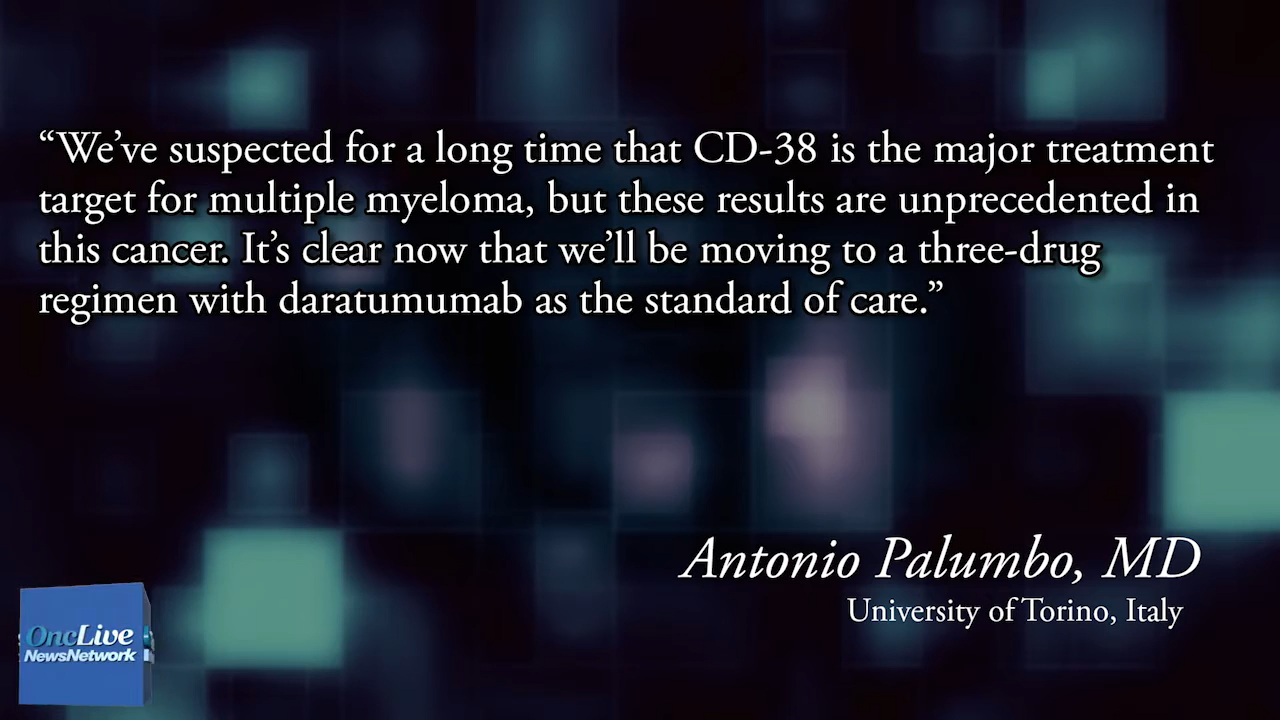 “We’ve suspected for a long time that CD-38 is the major treatment
target for multiple myeloma, but these results are unprecedented in
this cancer. It’s clear now that we’ll be moving to a three-drug
regimen with daratumumab as the standard of care.”
Antonio Palumbo, MD
University of Torino, Italy
OncLive
NewsNetwork